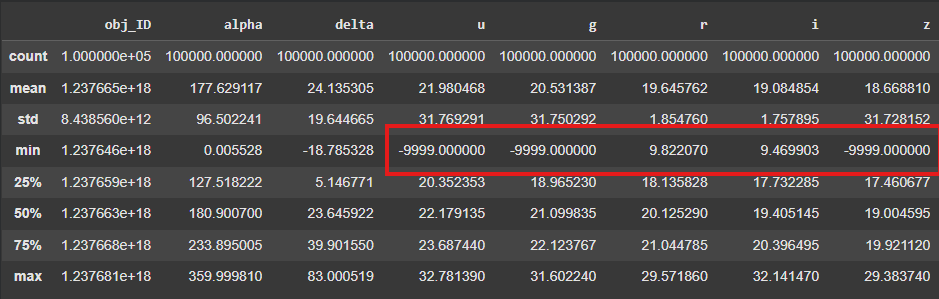 obj_ID alpha delta u g r i z
count 1.000000e+05 100000.000000 100000.000000 100000.000000 100000.000000 100000.000000 100000.000000 100000.000000
mean 1.237665e+18 177.629117 24.135305 21.980468 20.531387 19.645762 19.084854 18.668810
std 8.438560e+12 96.502241 19.644665 31.769291 31.750292 1.854760 1.757895 31.728152
min 1.237646e+18 0.005528 -18.785328 -9999.000000 -9999.000000 9.822070 9.469903 -9999.000000
25% 1.237659e+18 127.518222 5.146771 20.352353 18.965230 18.135828 17.732285 17.460677
50% 1.237663e+18 180.900700 23.645922 22.179135 21.099835 20.125290 19.405145 19.004595
75% 1.237668e+18 233.895005 39.901550 23.687440 22.123767 21.044785 20.396495 19.921120
max 1.237681e+18 359.999810 83.000519 32.781390 31.602240 29.571860 32.141470 29.383740